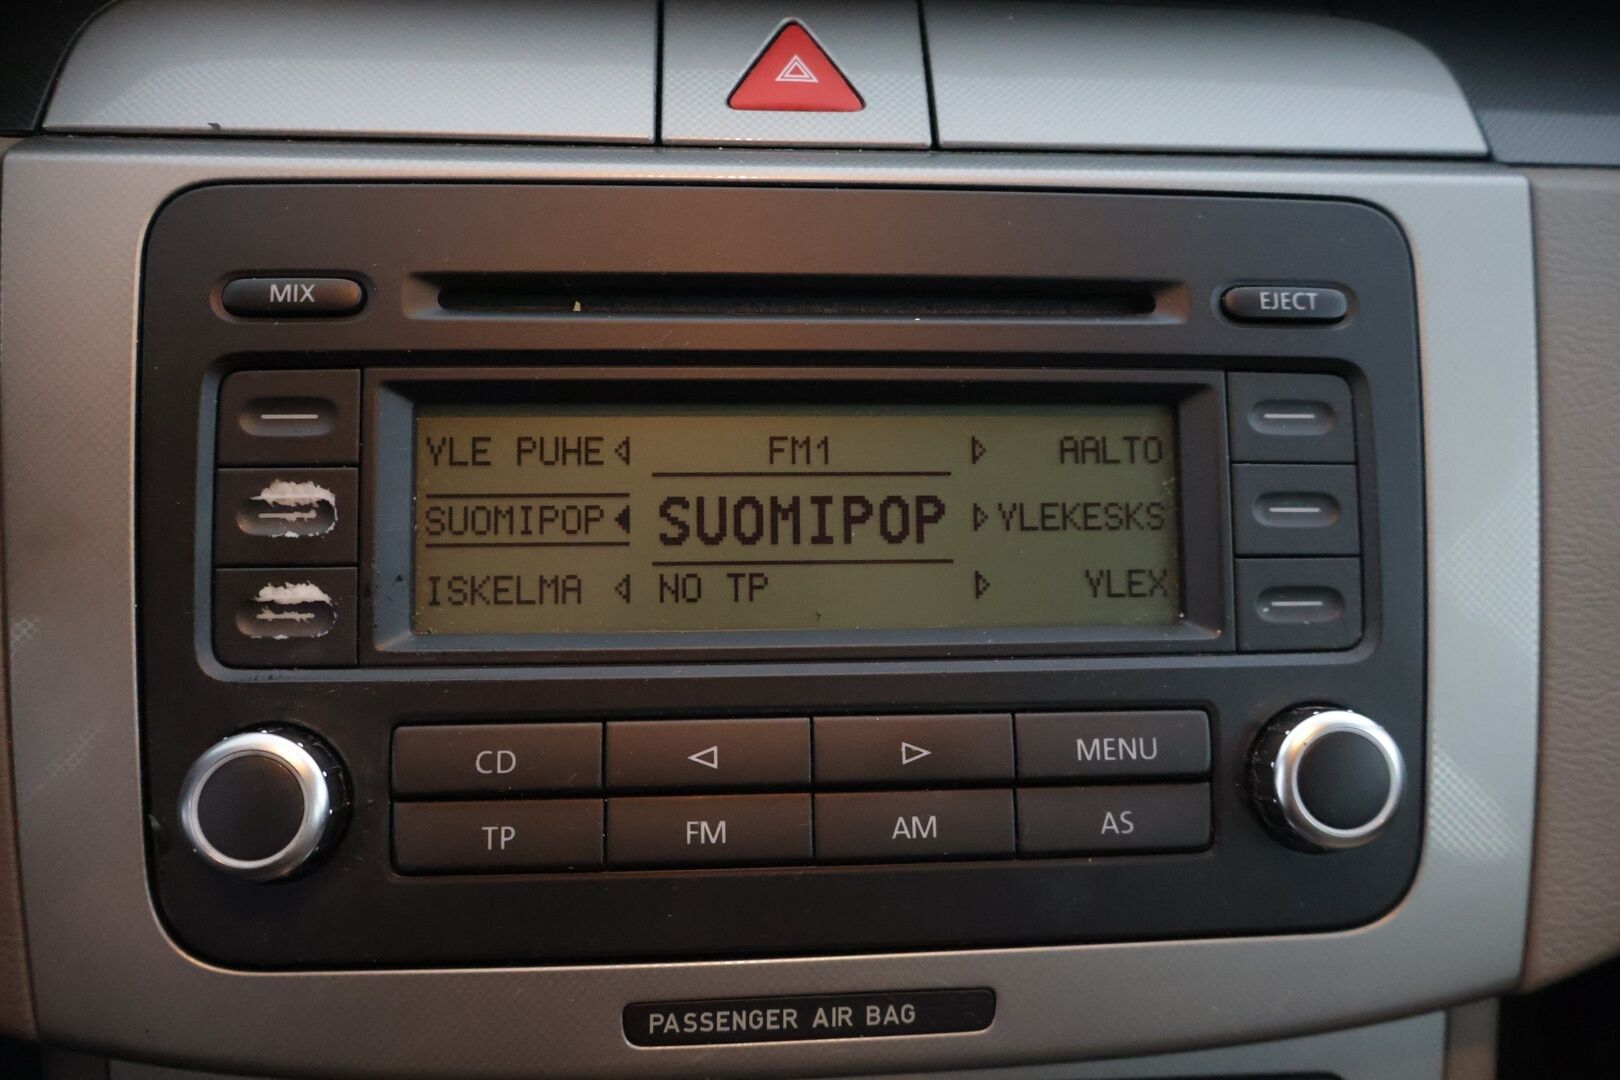 MIX
EJECT
YLE PUHE FM1 AALTO
SUOMIPOP SUOMIPOP YLEKESKS
ISKELMA NO TP YLEX
CD MENU
TP FM AM AS
PASSENGER AIR BAG